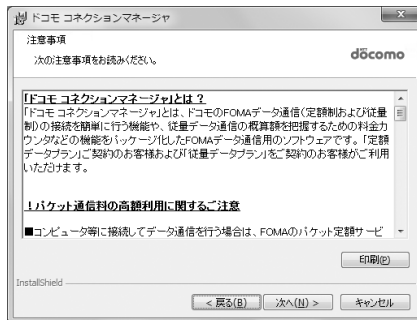 ドコモ コネクションマネージャ
注意事項
次の注意事項をお読みください。
döcomo
「ドコモ コネクションマネージャ」とは？
「ドコモ コネクションマネージャ」とは、ドコモのFOMAデータ通信(定額制および従量
制)の接続を簡単に行う機能や、従量データ通信の概算額を把握するための料金カ
ウンタなどの機能をパッケージ化したFOMAデータ通信用のソフトウェアです。「定額
データプラン」ご契約のお客様および「従量データプラン」をご契約のお客様がご利用
いただけます。
！パケット通信料の高額利用に関するご注意
■コンピュータ等に接続してデータ通信を行う場合は、FOMAのパケット定額サービ
印刷(P)
InstallShield
< 戻る(B)
次へ(N) >
キャンセル